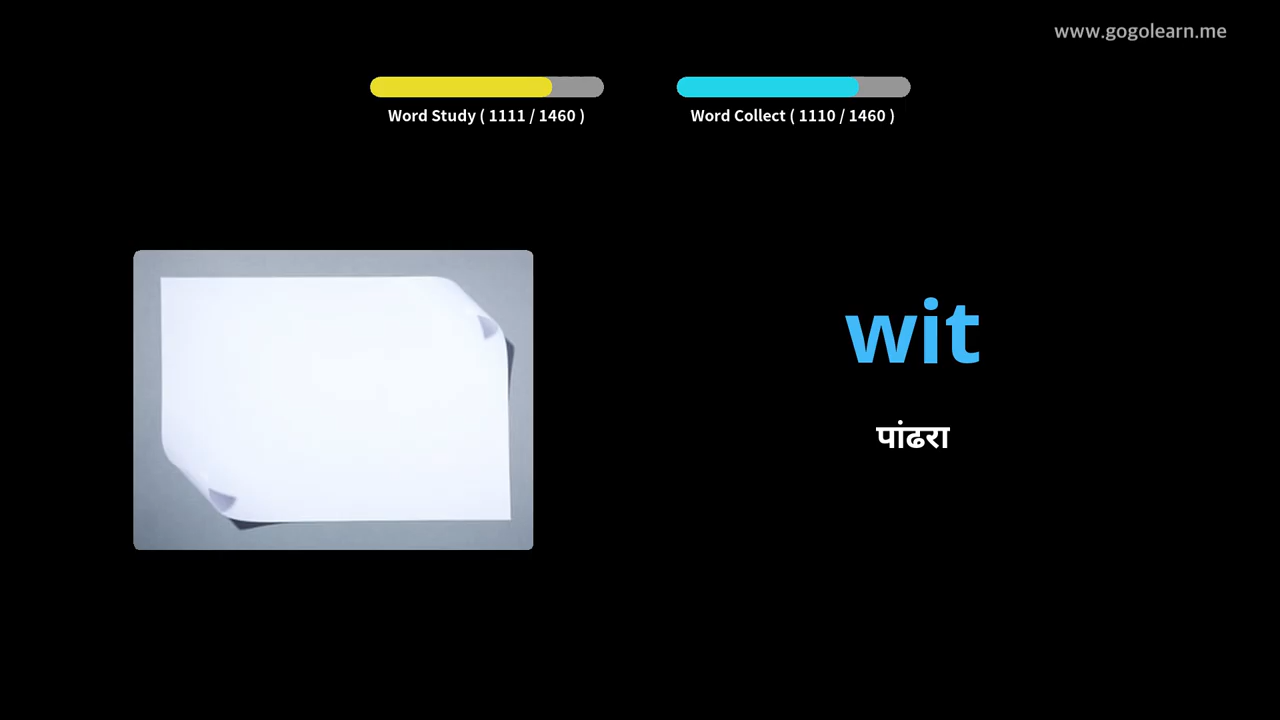 www.gogolearn.me
Word Study ( 1111 / 1460 )
Word Collect ( 1110 / 1460 )
wit
पांढरा